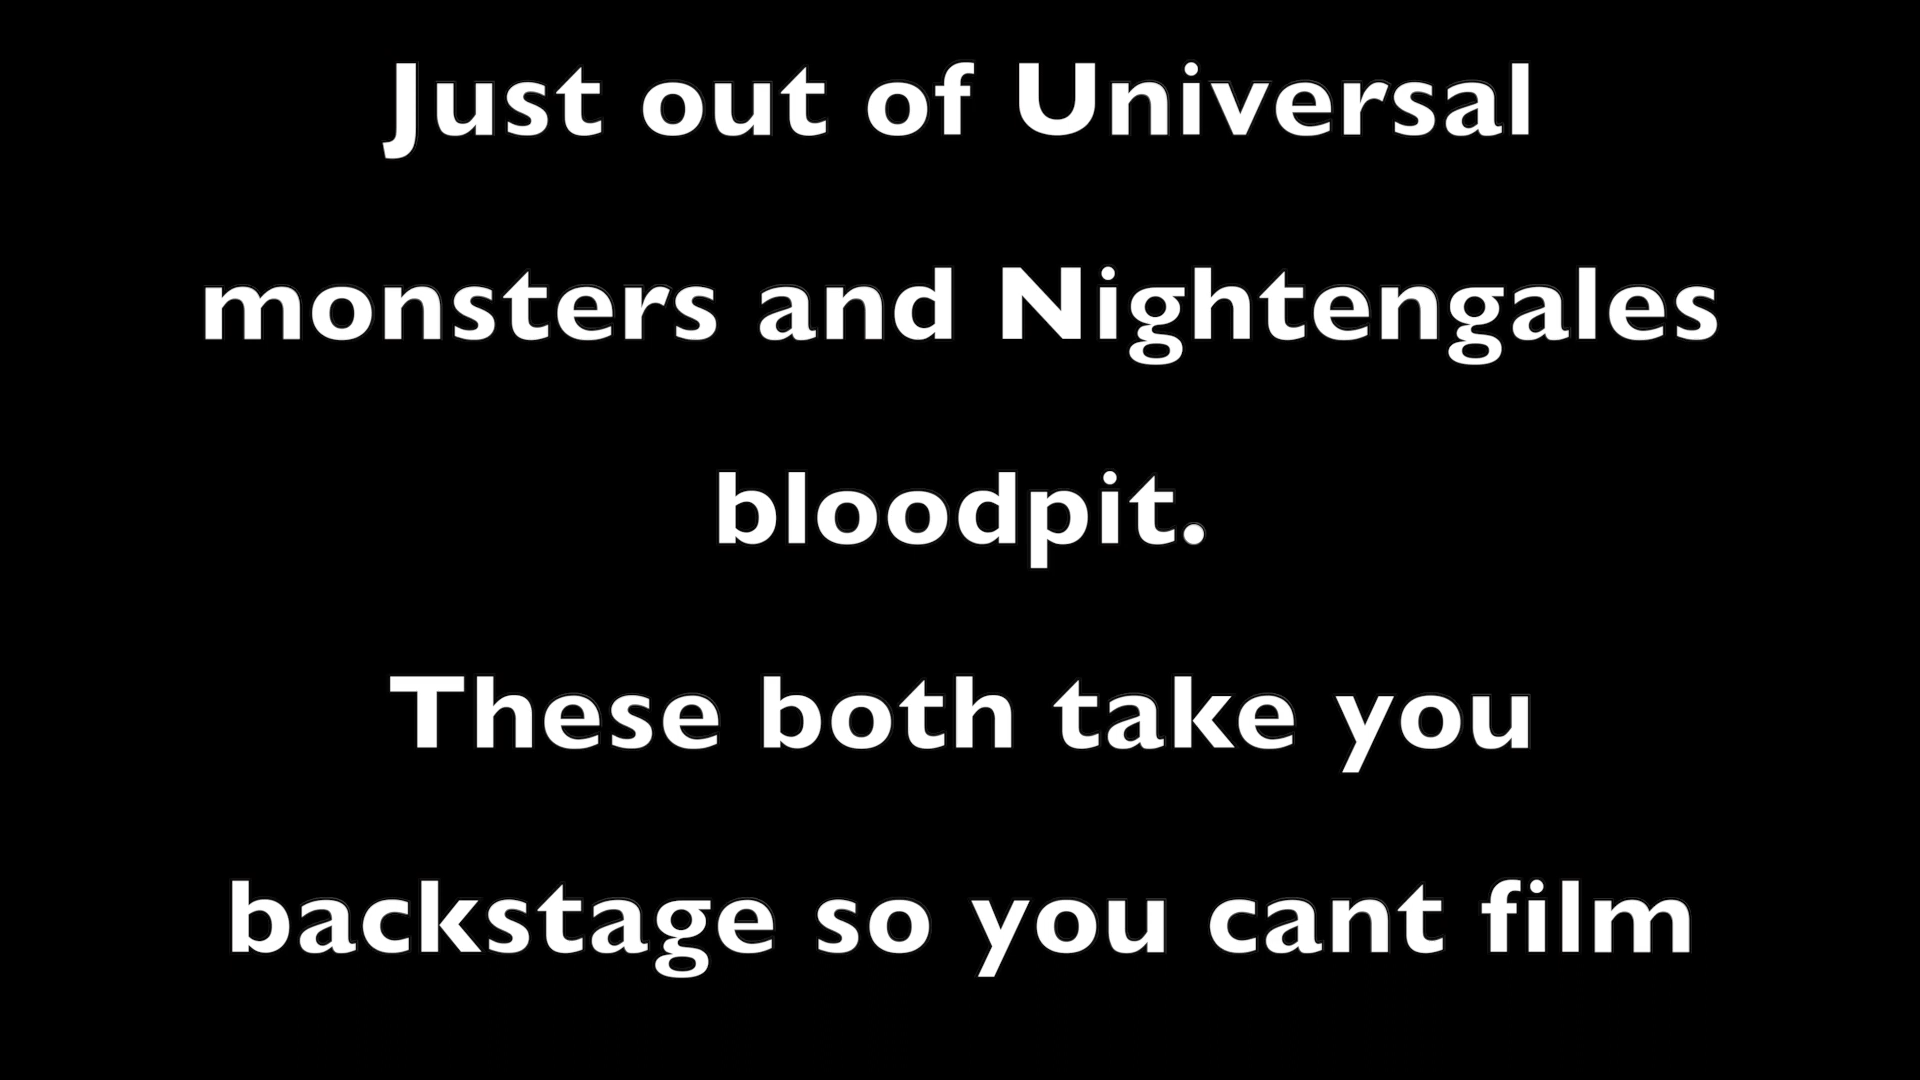 Just out of Universal
monsters and Nightengales
bloodpit.
These both take you
backstage so you cant film